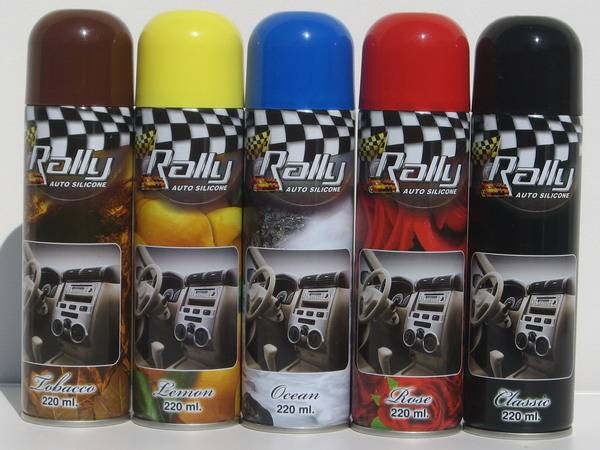 Rally
AUTO SILICONE
Tobacco
220 ml.
Rally
AUTO SILICONE
Lemon
220 ml.
Rally
AUTO SILICONE
Ocean
220 ml.
Rally
AUTO SILICONE
Rose
220 ml.
Rally
AUTO SILICONE
Classic
220 ml.